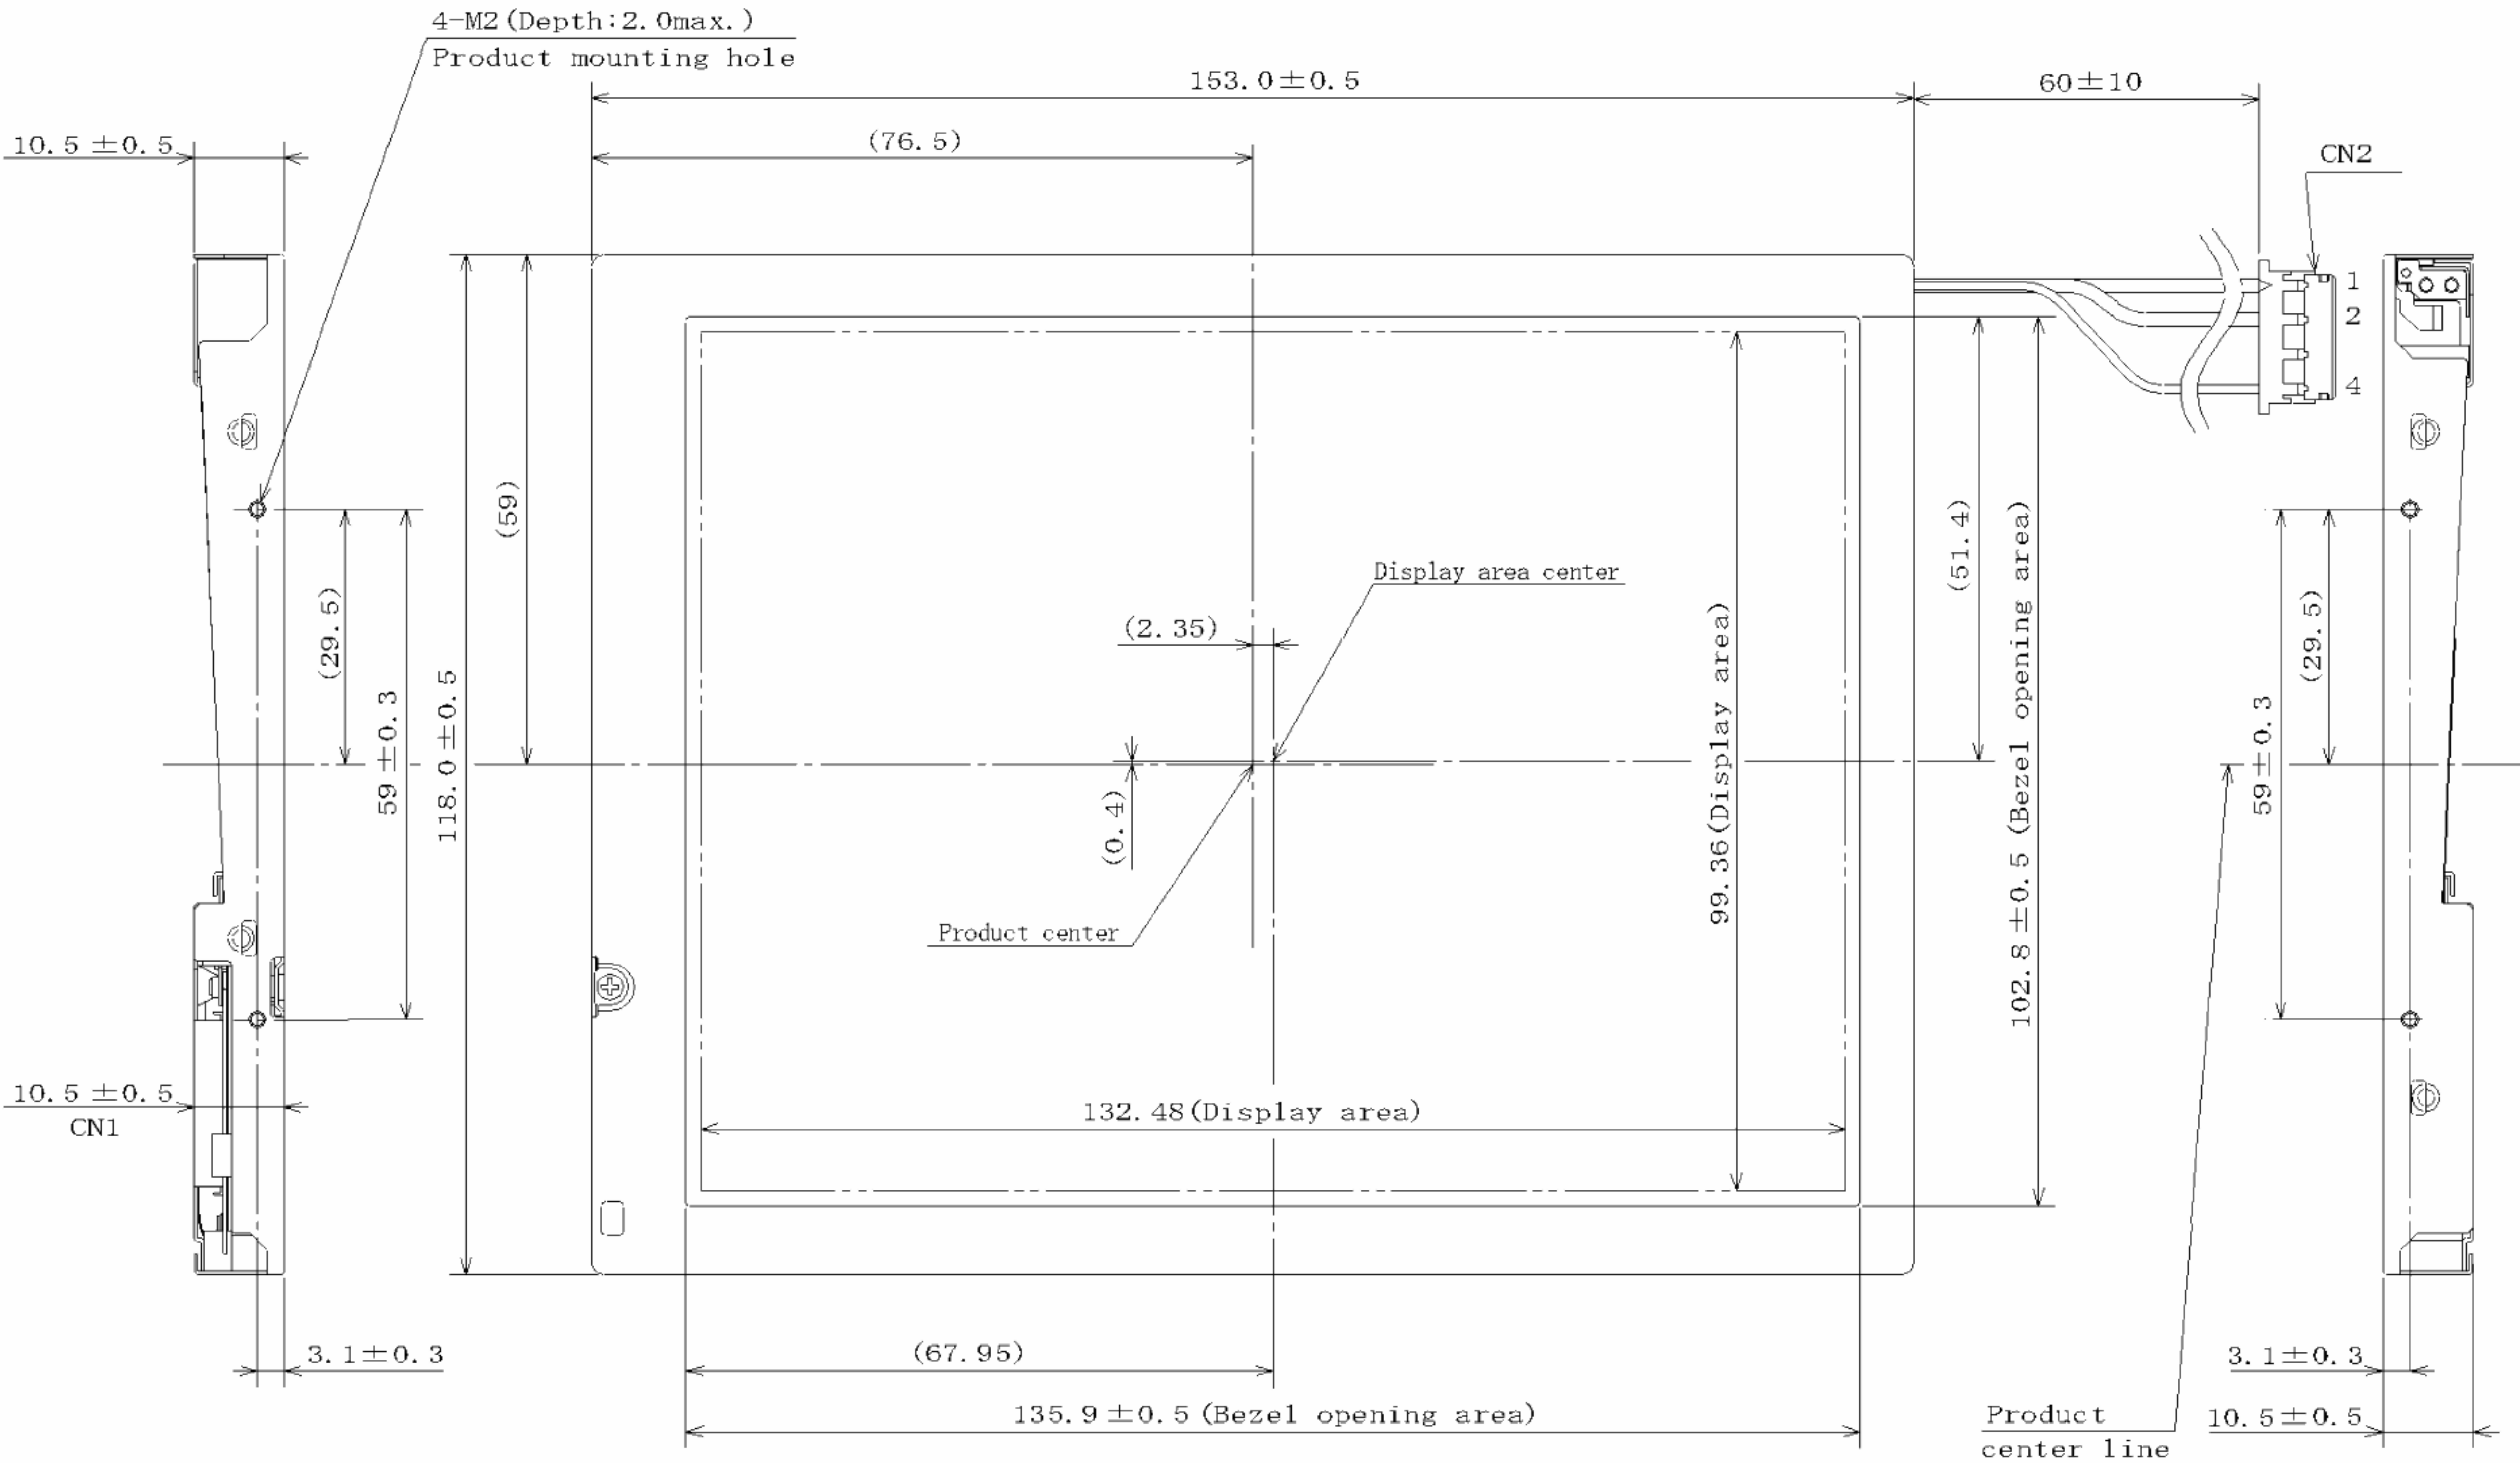 4-M2(Depth:2.0max.)
Product mounting hole
153.0±0.5
60±10
10.5±0.5
(76.5)
CN2
1
2
4
(59)
(51.4)
(29.5)
59±0.3
118.0±0.5
Display area center
(2.35)
(0.4)
Product center
99.36(Display area)
102.8±0.5(Bezel opening area)
(29.5)
59±0.3
10.5±0.5
CN1
132.48(Display area)
3.1±0.3
(67.95)
135.9±0.5(Bezel opening area)
3.1±0.3
10.5±0.5
Product
center line